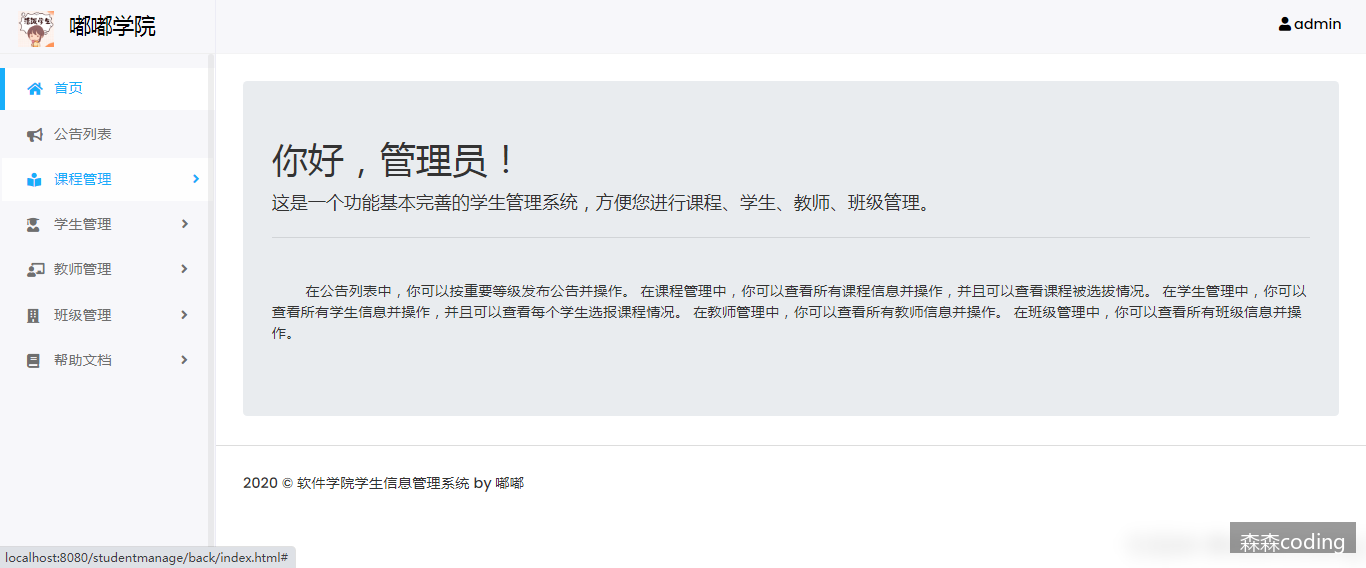 嘟嘟学院
admin
首页
公告列表
课程管理
学生管理
教师管理
班级管理
帮助文档
你好，管理员！
这是一个功能基本完善的学生管理系统，方便您进行课程、学生、教师、班级管理。
在公告列表中，你可以按重要等级发布公告并操作。 在课程管理中，你可以查看所有课程信息并操作，并且可以查看课程被选拔情况。 在学生管理中，你可以
查看所有学生信息并操作，并且可以查看每个学生选报课程情况。 在教师管理中，你可以查看所有教师信息并操作。 在班级管理中，你可以查看所有班级信息并操
作。
2020 © 软件学院学生信息管理系统 by 嘟嘟
localhost:8080/studentmanage/back/index.html#
森森coding